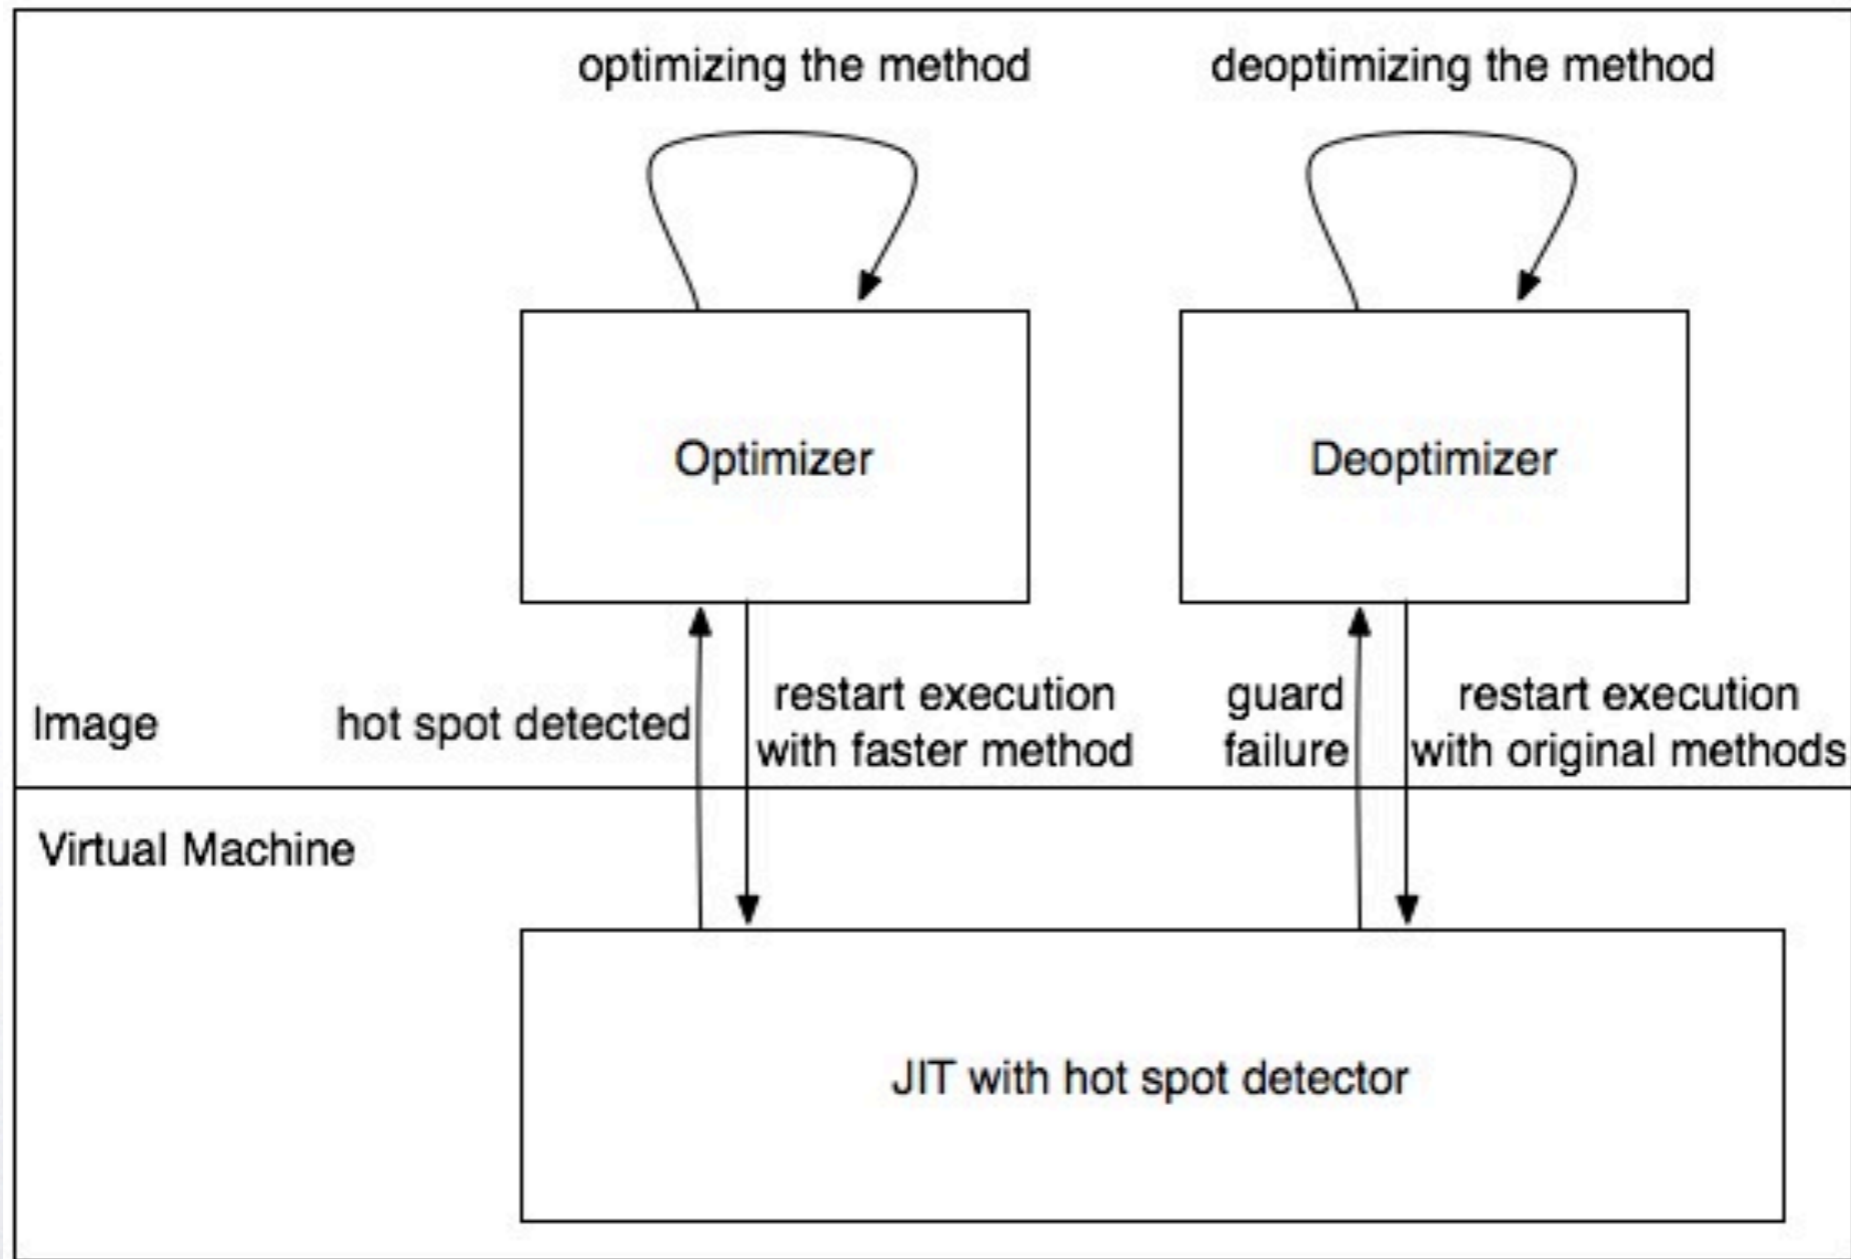 optimizing the method
deoptimizing the method
Optimizer
Deoptimizer
Image
hot spot detected
restart execution
with faster method
guard
failure
restart execution
with original methods
Virtual Machine
JIT with hot spot detector